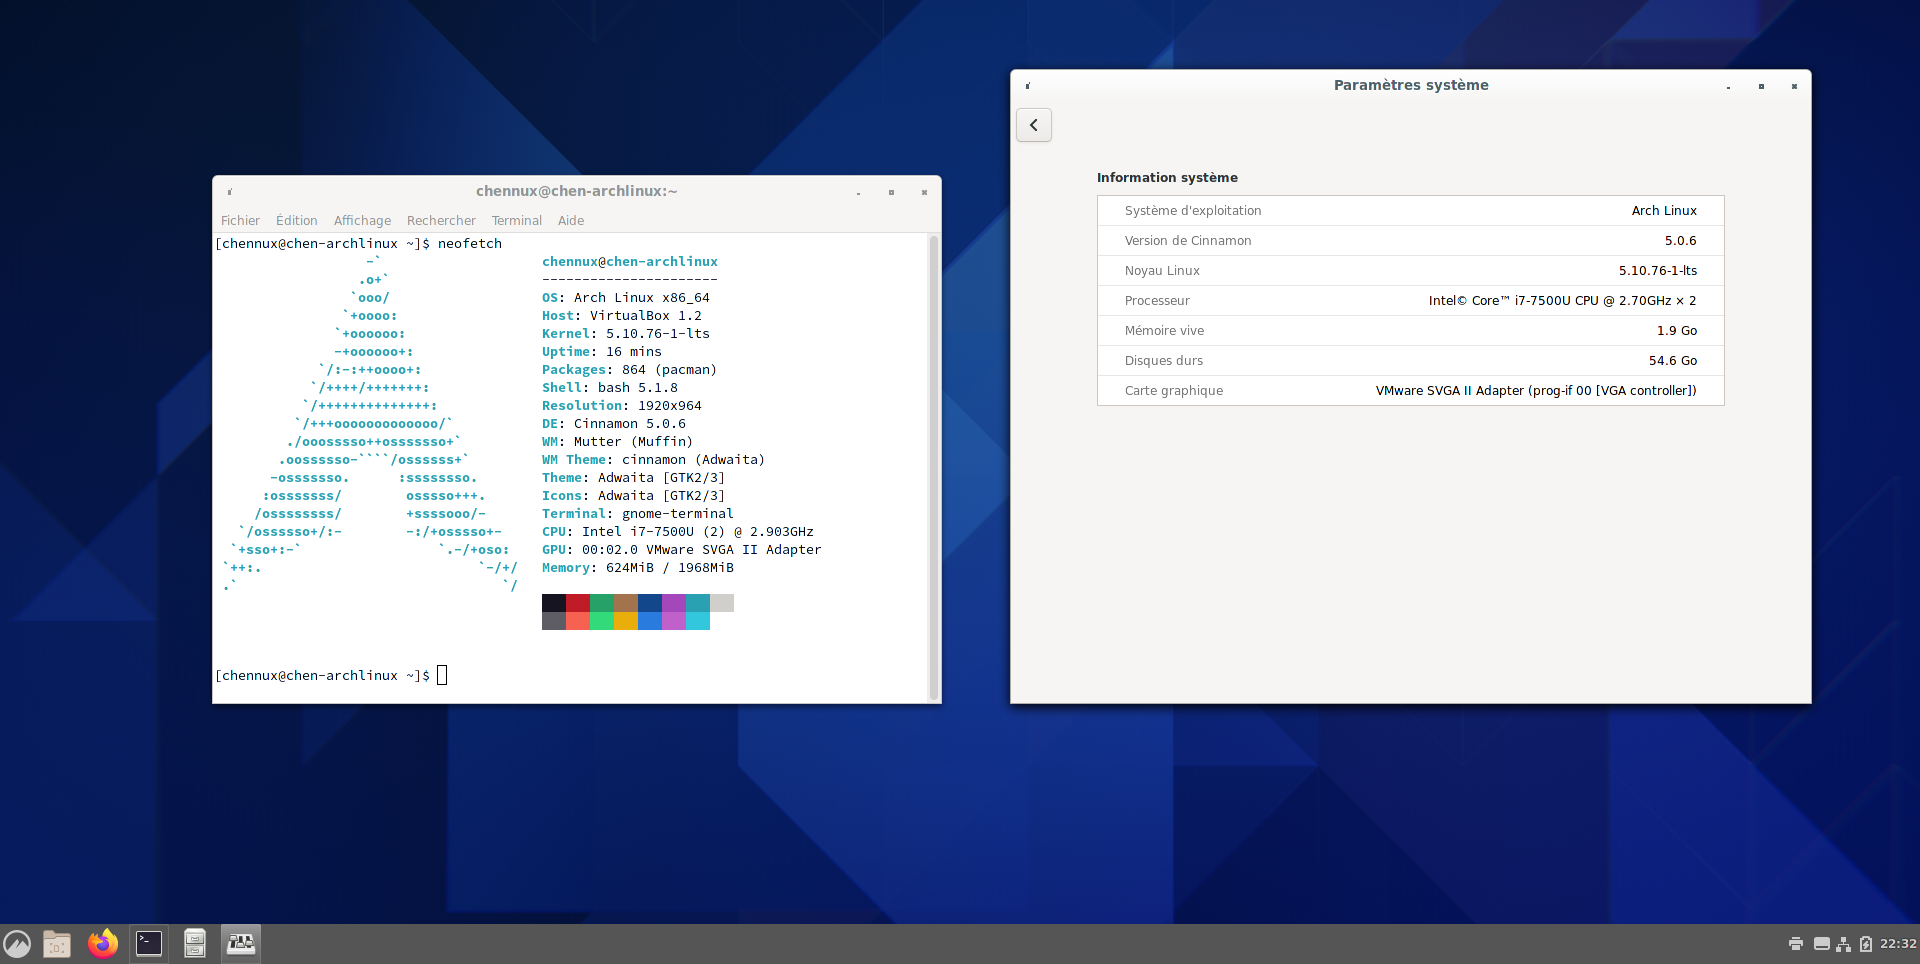 chennux@chen-archlinux:~
Fichier Édition Affichage Rechercher Terminal Aide
[chennux@chen-archlinux ~]$ neofetch
                   -`                    chennux@chen-archlinux
                  .o+`                   ----------------------
                 `ooo/                   OS: Arch Linux x86_64
                `+oooo:                  Host: VirtualBox 1.2
               `+oooooo:                 Kernel: 5.10.76-1-lts
               -+oooooo+:                Uptime: 16 mins
             `/:-:++oooo+:               Packages: 864 (pacman)
            `/++++/+++++++:              Shell: bash 5.1.8
           `/++++++++++++++:             Resolution: 1920x964
          `/+++ooooooooooooo/`           DE: Cinnamon 5.0.6
         ./ooosssso++osssssso+`          WM: Mutter (Muffin)
        .oossssso-````/ossssss+`         WM Theme: cinnamon (Adwaita)
       -osssssso.      :ssssssso.        Theme: Adwaita [GTK2/3]
      :osssssss/        osssso+++.       Icons: Adwaita [GTK2/3]
     /ossssssss/        +ssssooo/-       Terminal: gnome-terminal
   `/ossssso+/:-        -:/+osssso+-     CPU: Intel i7-7500U (2) @ 2.903GHz
  `+sso+:-`                 `.-/+oso:    GPU: 00:02.0 VMware SVGA II Adapter
 `++:.                           `-/+/   Memory: 624MiB / 1968MiB
 .`                                 `/
[chennux@chen-archlinux ~]$
Paramètres système
Information système
Système d'exploitation Arch Linux
Version de Cinnamon 5.0.6
Noyau Linux 5.10.76-1-lts
Processeur Intel© Core™ i7-7500U CPU @ 2.70GHz × 2
Mémoire vive 1.9 Go
Disques durs 54.6 Go
Carte graphique VMware SVGA II Adapter (prog-if 00 [VGA controller])
22:32